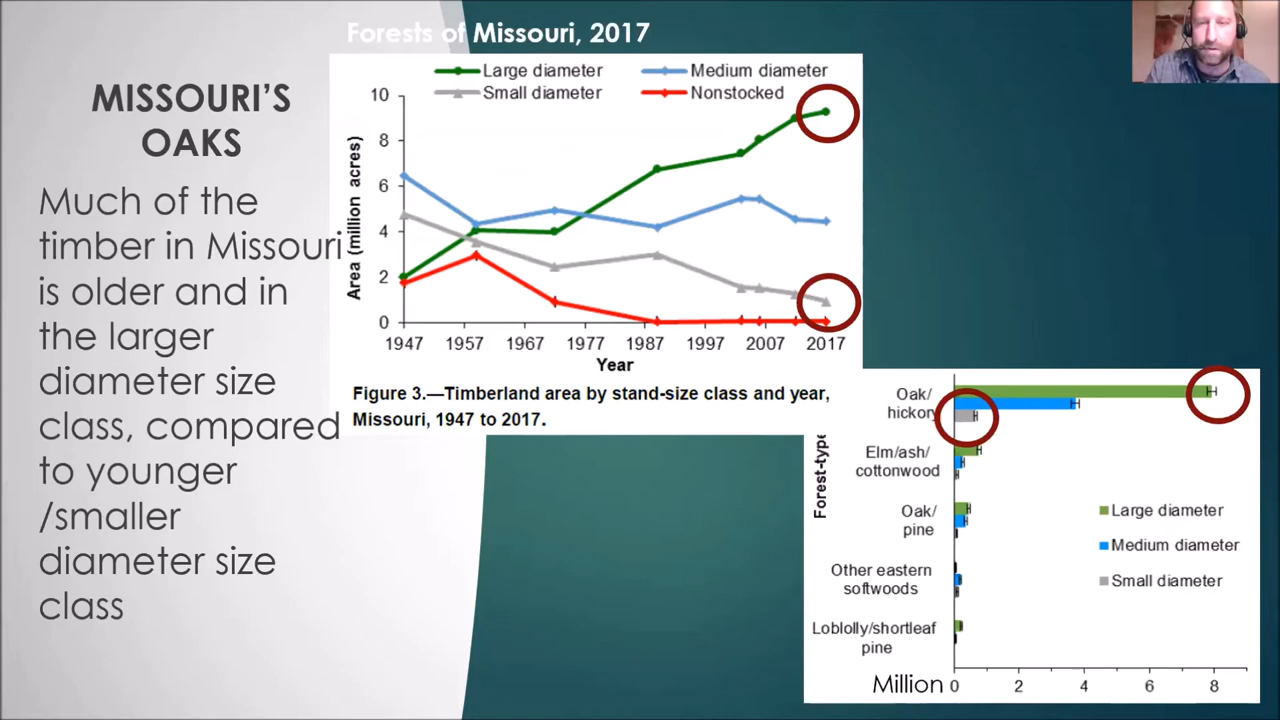 Forests of Missouri, 2017
MISSOURI'S
OAKS
Much of the
timber in Missouri
is older and in
the larger
diameter size
class, compared
to younger
/smaller
diameter size
class
Large diameter
Medium diameter
Small diameter
Nonstocked
Area (million acres)
10
8
6
4
2
0
1947 1957 1967 1977 1987 1997 2007 2017
Year
Figure 3.—Timberland area by stand-size class and year,
Missouri, 1947 to 2017.
Forest-type
Oak/
hickory
Elm/ash/
cottonwood
Oak/
pine
Other eastern
softwoods
Loblolly/shortleaf
pine
Large diameter
Medium diameter
Small diameter
Million 0 2 4 6 8